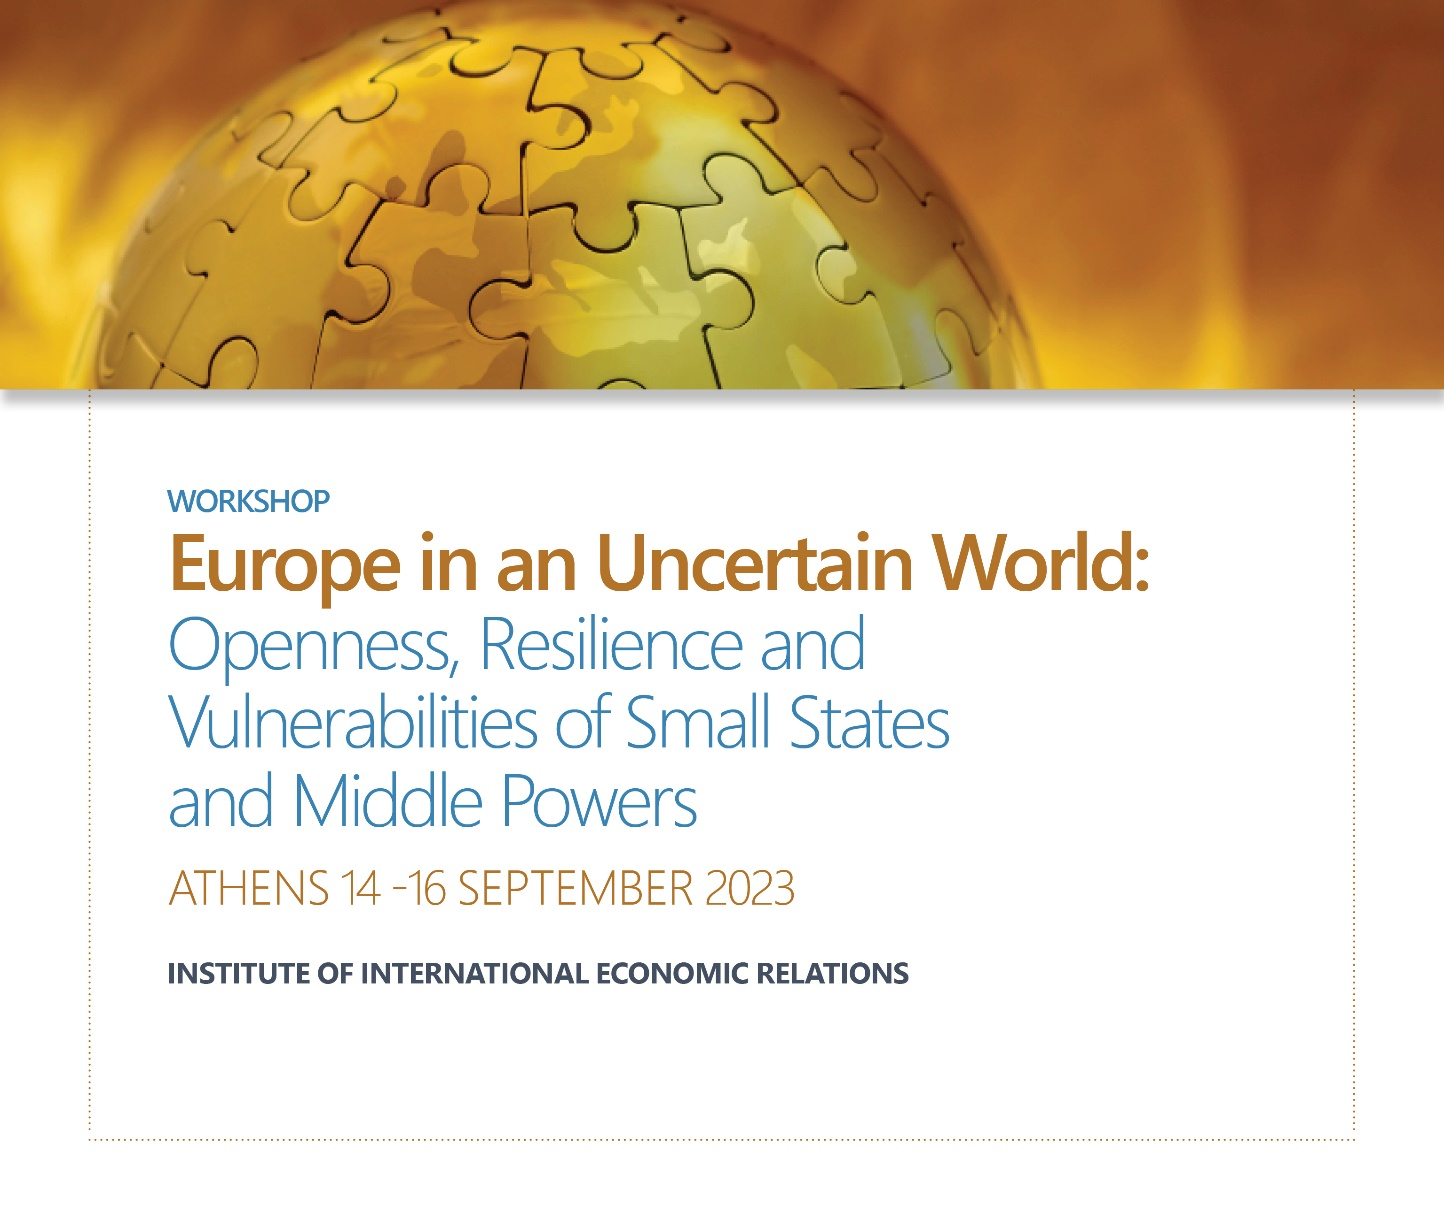 WORKSHOP
Europe in an Uncertain World:
Openness, Resilience and
Vulnerabilities of Small States
and Middle Powers
ATHENS 14 -16 SEPTEMBER 2023
INSTITUTE OF INTERNATIONAL ECONOMIC RELATIONS